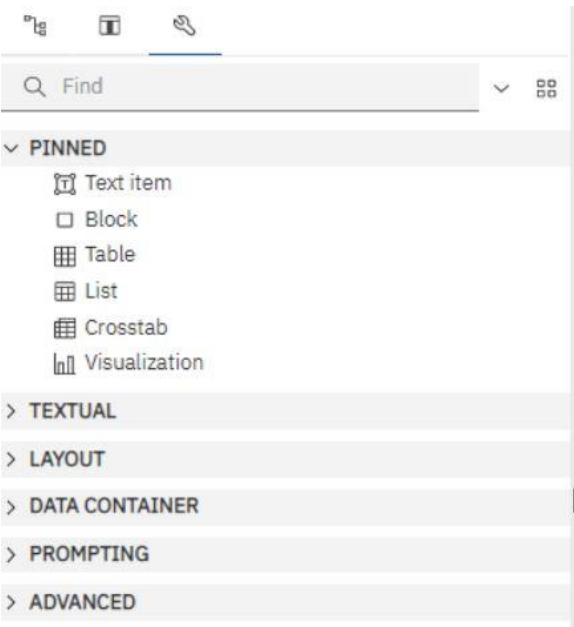 Find
PINNED
Text item
Block
Table
List
Crosstab
Visualization
TEXTUAL
LAYOUT
DATA CONTAINER
PROMPTING
ADVANCED